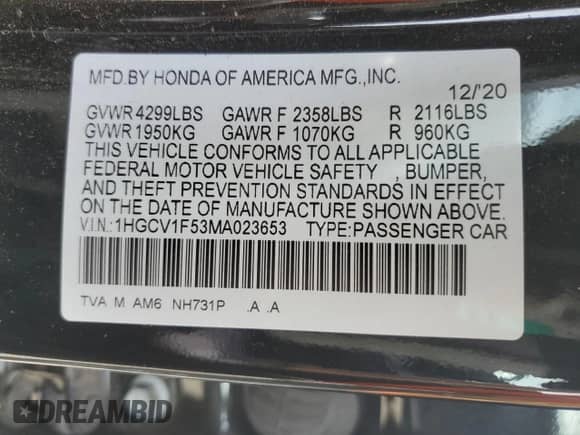 MFD.BY HONDA OF AMERICA MFG.,INC.
12/'20
GVWR 4299LBS GAWR F 2358LBS R 2116LBS
GVWR 1950KG GAWR F 1070KG R 960KG
THIS VEHICLE CONFORMS TO ALL APPLICABLE
FEDERAL MOTOR VEHICLE SAFETY , BUMPER,
AND THEFT PREVENTION STANDARDS IN EFFECT
ON THE DATE OF MANUFACTURE SHOWN ABOVE.
V.I.N.:1HGCV1F53MA023653 TYPE:PASSENGER CAR
TVA M AM6 NH731P .A .A
DREAMBID